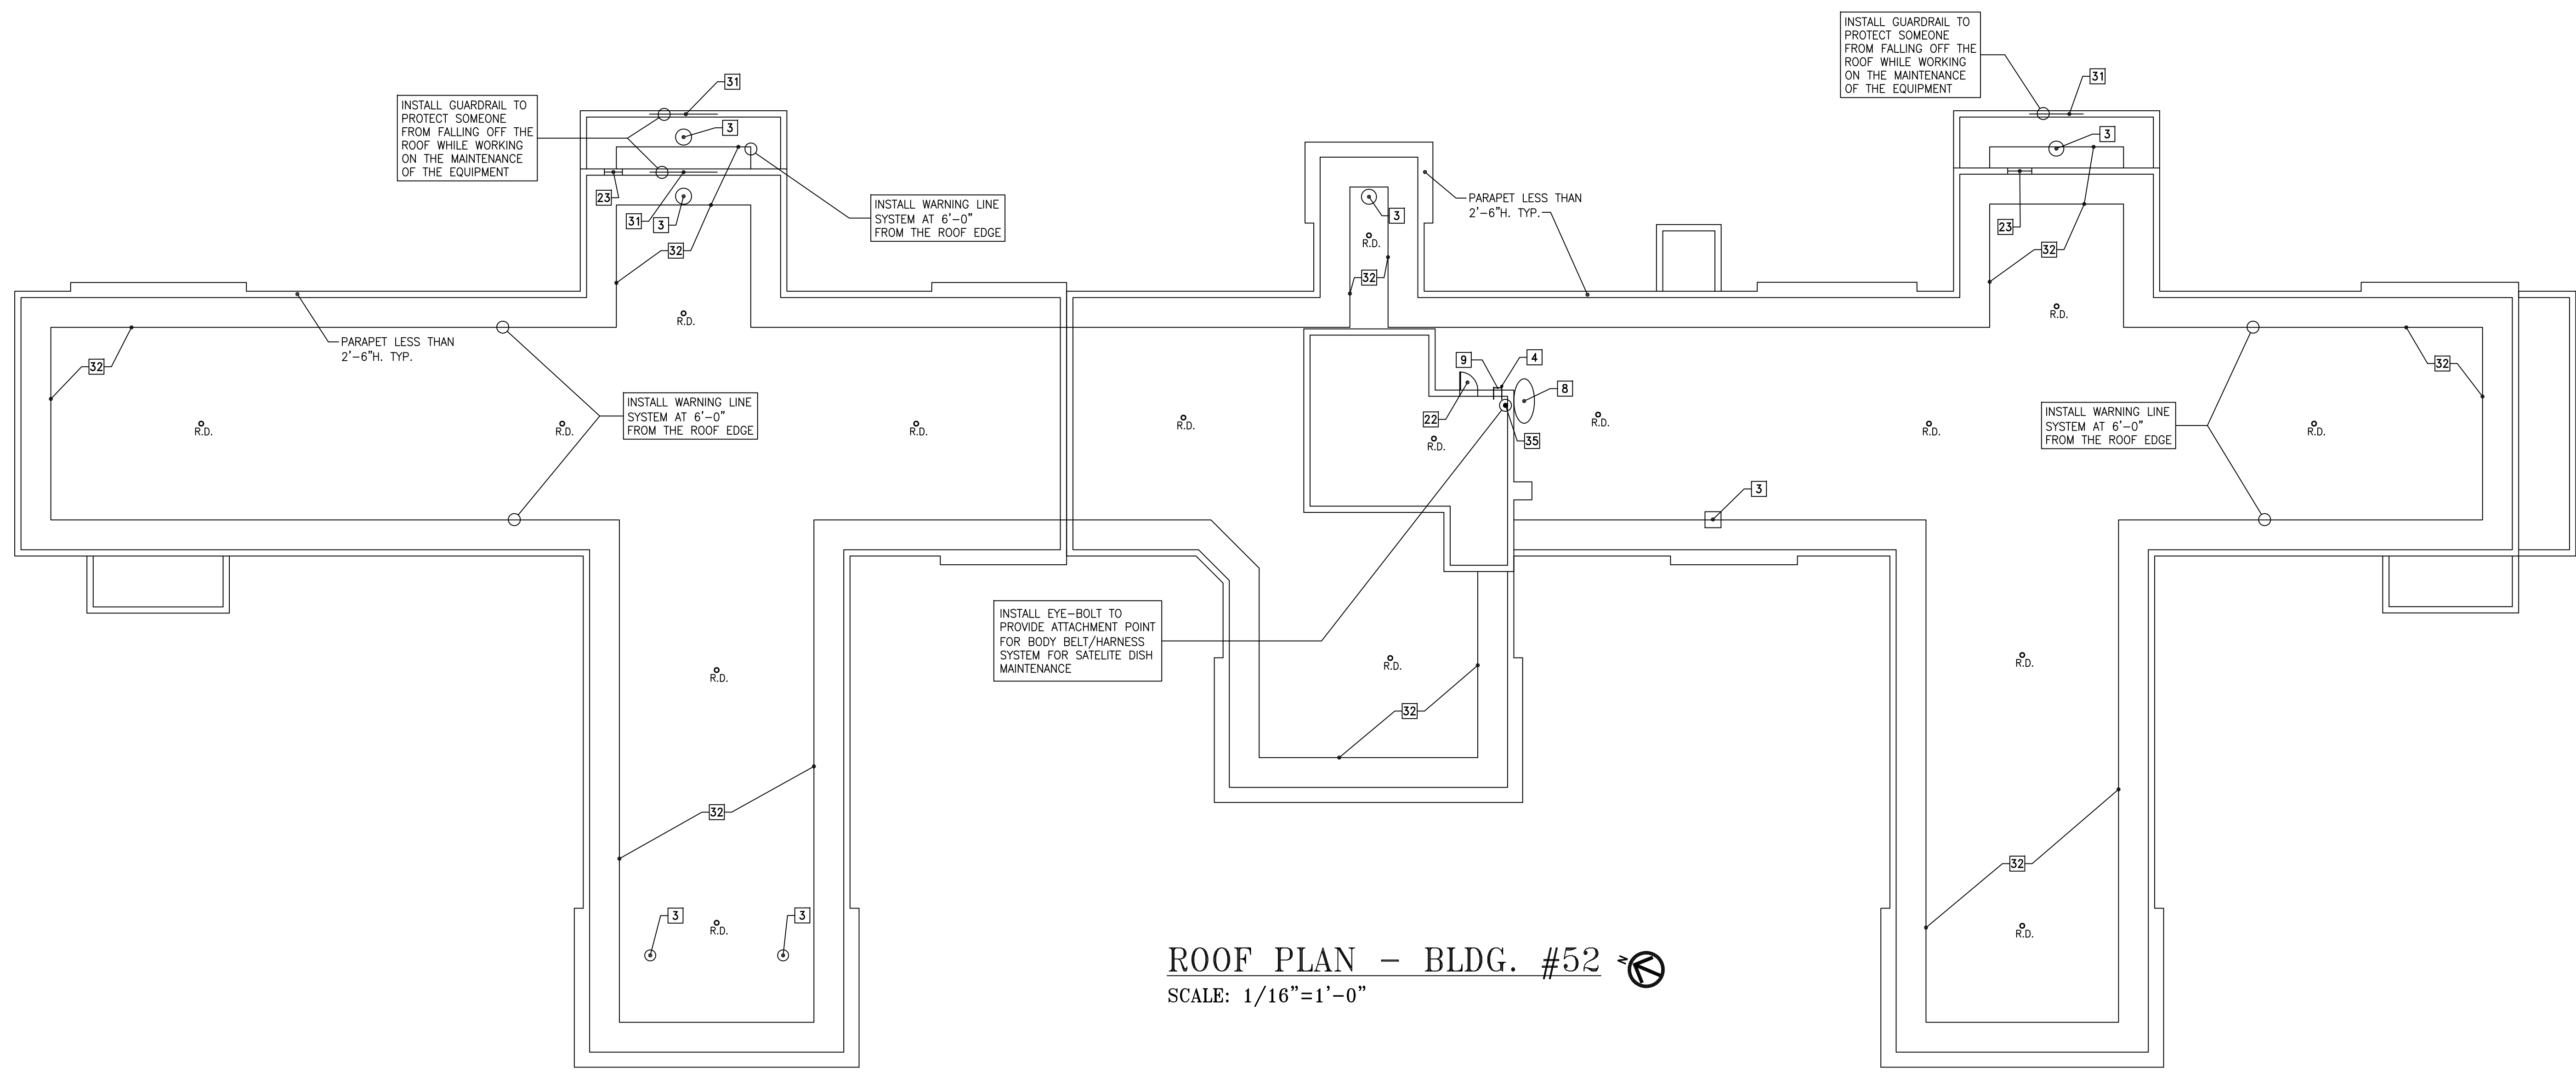 INSTALL GUARDRAIL TO
PROTECT SOMEONE
FROM FALLING OFF THE
ROOF WHILE WORKING
ON THE MAINTENANCE
OF THE EQUIPMENT
31
INSTALL GUARDRAIL TO
PROTECT SOMEONE
FROM FALLING OFF THE
ROOF WHILE WORKING
ON THE MAINTENANCE
OF THE EQUIPMENT
31
3
3
23
31
3
32
INSTALL WARNING LINE
SYSTEM AT 6'-0"
FROM THE ROOF EDGE
3
R.D.
32
PARAPET LESS THAN
2'-6"H. TYP.
23
32
R.D.
R.D.
PARAPET LESS THAN
2'-6"H. TYP.
32
9
4
8
22
35
32
INSTALL WARNING LINE
SYSTEM AT 6'-0"
FROM THE ROOF EDGE
INSTALL WARNING LINE
SYSTEM AT 6'-0"
FROM THE ROOF EDGE
R.D.
R.D.
R.D.
R.D.
R.D.
R.D.
R.D.
R.D.
3
INSTALL EYE-BOLT TO
PROVIDE ATTACHMENT POINT
FOR BODY BELT/HARNESS
SYSTEM FOR SATELITE DISH
MAINTENANCE
R.D.
R.D.
R.D.
32
32
32
3
3
R.D.
R.D.
ROOF PLAN - BLDG. #52
N
SCALE: 1/16"=1'-0"